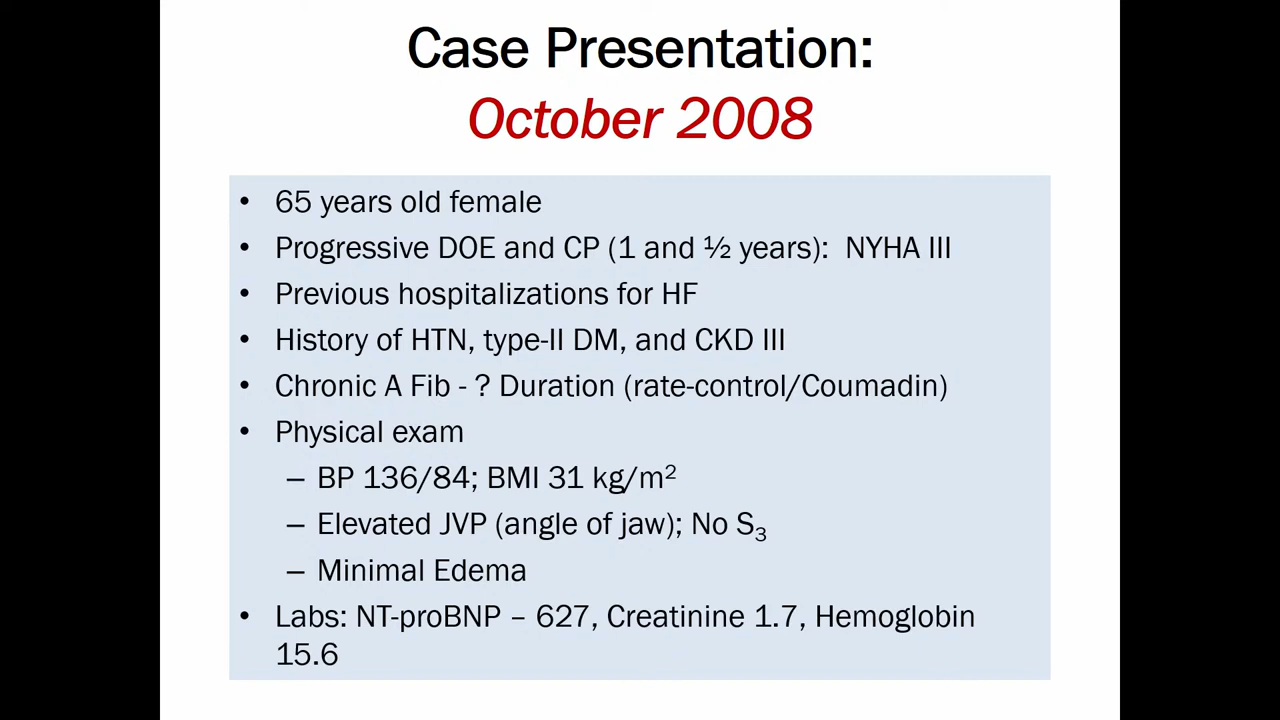 Case Presentation:
October 2008
• 65 years old female
• Progressive DOE and CP (1 and ½ years): NYHA III
• Previous hospitalizations for HF
• History of HTN, type-II DM, and CKD III
• Chronic A Fib - ? Duration (rate-control/Coumadin)
• Physical exam
– BP 136/84; BMI 31 kg/m²
– Elevated JVP (angle of jaw); No S₃
– Minimal Edema
• Labs: NT-proBNP – 627, Creatinine 1.7, Hemoglobin
15.6